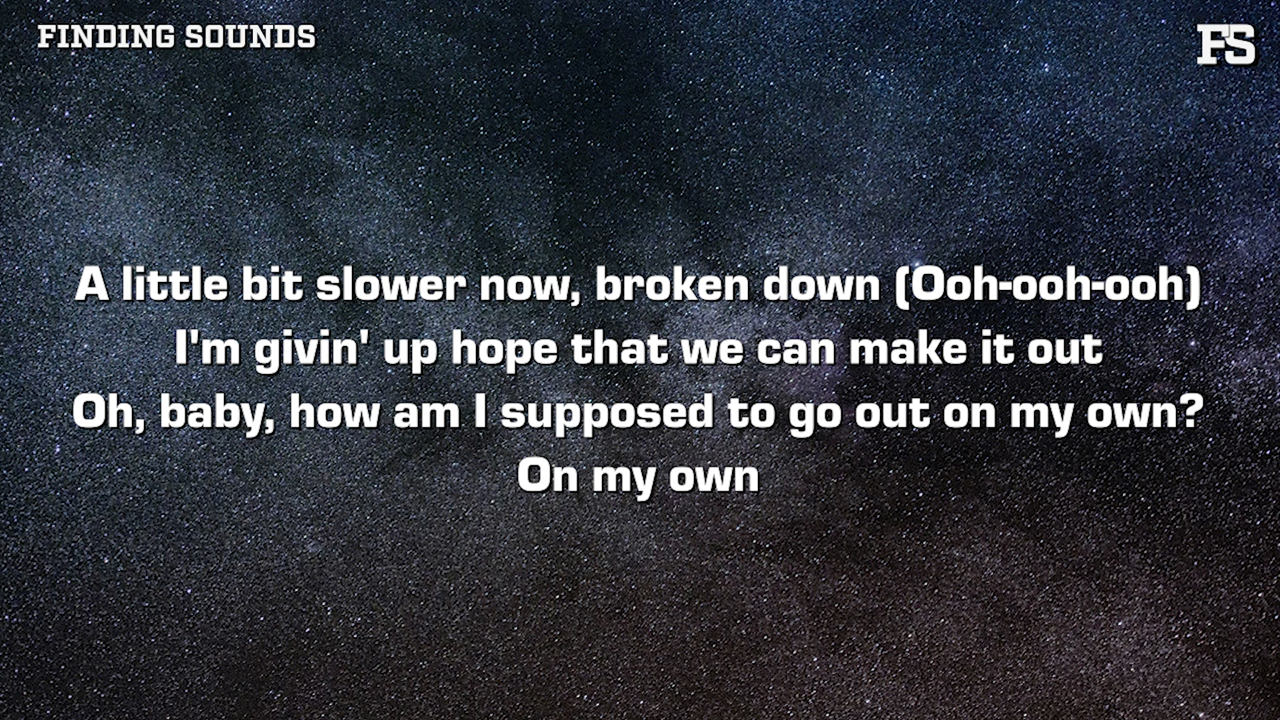 FINDING SOUNDS
FS
A little bit slower now, broken down (Ooh-ooh-ooh)
I'm givin' up hope that we can make it out
Oh, baby, how am I supposed to go out on my own?
On my own